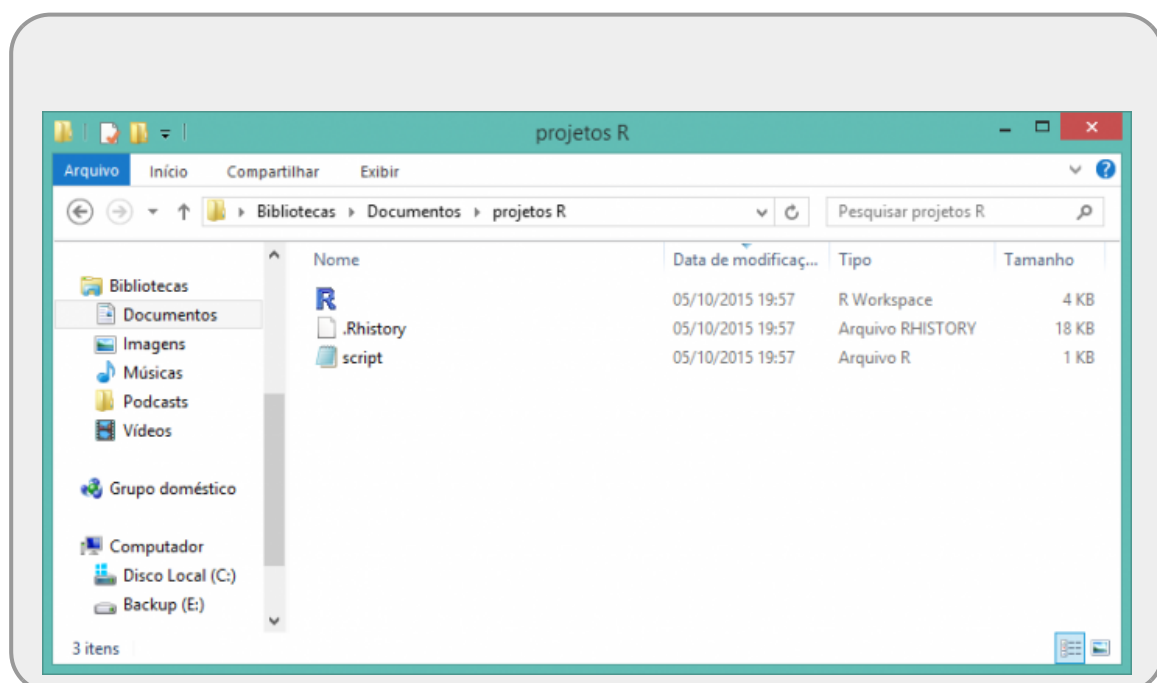 projetos R
Arquivo Início Compartilhar Exibir
Bibliotecas Documentos projetos R Pesquisar projetos R
Nome Data de modificaç... Tipo Tamanho
Bibliotecas
Documentos
Imagens
Músicas
Podcasts
Vídeos
Grupo doméstico
Computador
Disco Local (C:)
Backup (E:)
R 05/10/2015 19:57 R Workspace 4 KB
.Rhistory 05/10/2015 19:57 Arquivo RHISTORY 18 KB
script 05/10/2015 19:57 Arquivo R 1 KB
3 itens